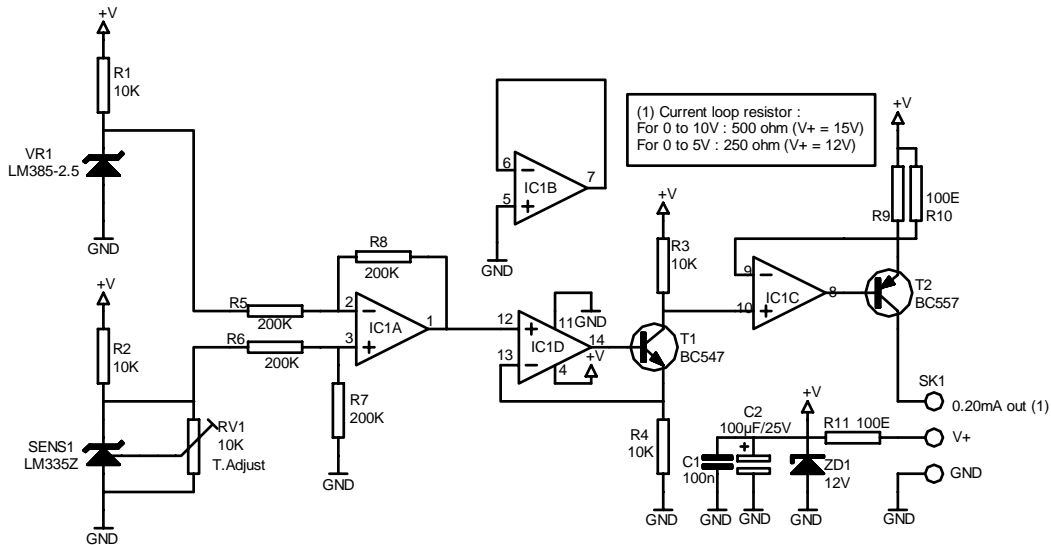 +V
R1
10K
VR1
LM385-2.5
GND
+V
R2
10K
SENS1
LM335Z
RV1
10K
T.Adjust
GND
R5
200K
R6
200K
R8
200K
2
3
IC1A
1
R7
200K
GND
6
5
IC1B
7
GND
(1) Current loop resistor :
For 0 to 10V : 500 ohm (V+ = 15V)
For 0 to 5V : 250 ohm (V+ = 12V)
12
13
IC1D
11
GND
14
+V
4
+V
R3
10K
T1
BC547
R4
10K
GND
9
10
IC1C
8
+V
100E
R9
R10
T2
BC557
SK1
0.20mA out (1)
V+
GND
+V
C2
100µF/25V
R11 100E
C1
100n
ZD1
12V
GND
GND
GND
GND